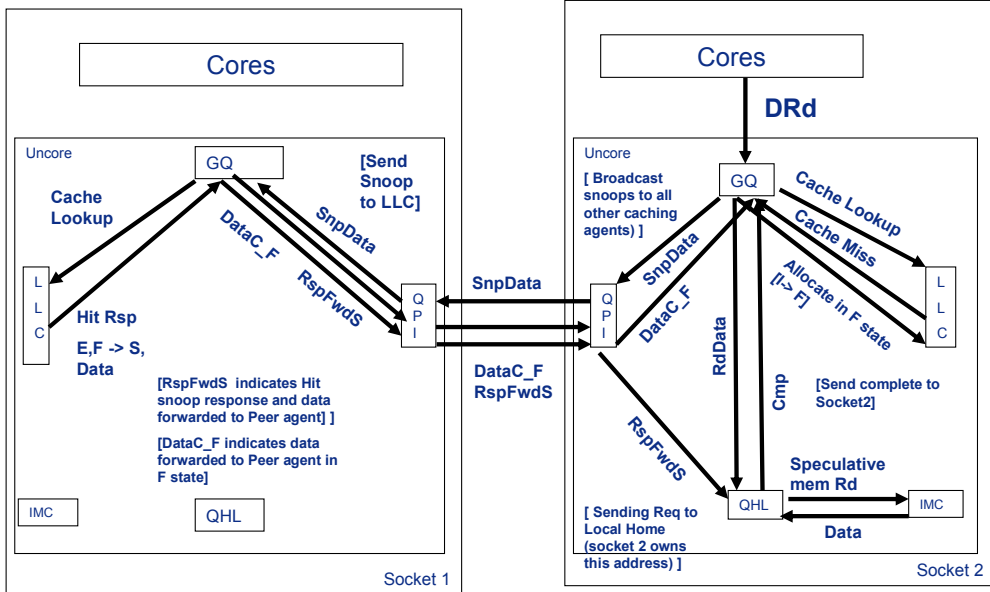 Cores
Uncore
GQ
[Send
Snoop
to LLC]
Cache
Lookup
SnpData
DataC_F
RspFwdS
L
L
C
Hit Rsp
E,F -> S,
Data
Q
P
I
[RspFwdS indicates Hit
snoop response and data
forwarded to Peer agent] ]
[DataC_F indicates data
forwarded to Peer agent in
F state]
IMC
QHL
Socket 1
SnpData
DataC_F
RspFwdS
Cores
DRd
Uncore
GQ
[ Broadcast
snoops to all
other caching
agents) ]
Cache Lookup
Cache Miss
Allocate in F state
[I-> F]
SnpData
DataC_F
Q
P
I
L
L
C
RdData
Cmp
[Send complete to
Socket2]
RspFwdS
Speculative
mem Rd
QHL
IMC
Data
[ Sending Req to
Local Home
(socket 2 owns
this address) ]
Socket 2